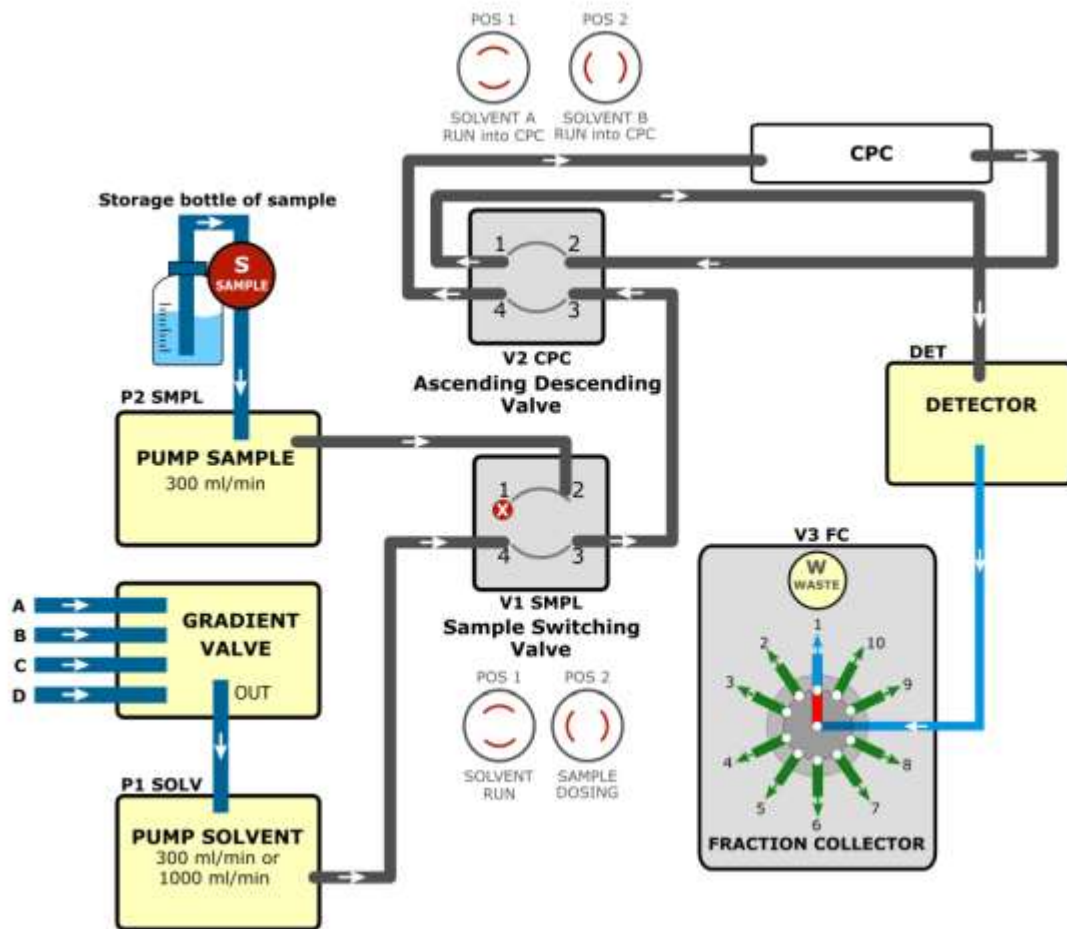 POS 1
POS 2
SOLVENT A
RUN into CPC
SOLVENT B
RUN into CPC
CPC
Storage bottle of sample
S
SAMPLE
1
2
4
3
V2 CPC
Ascending Descending
Valve
DET
DETECTOR
P2 SMPL
PUMP SAMPLE
300 ml/min
1
X
2
4
3
V1 SMPL
Sample Switching
Valve
POS 1
POS 2
SOLVENT
RUN
SAMPLE
DOSING
A
B
C
D
GRADIENT
VALVE
OUT
P1 SOLV
PUMP SOLVENT
300 ml/min or
1000 ml/min
V3 FC
W
WASTE
1
2
10
3
9
4
8
5
7
6
FRACTION COLLECTOR